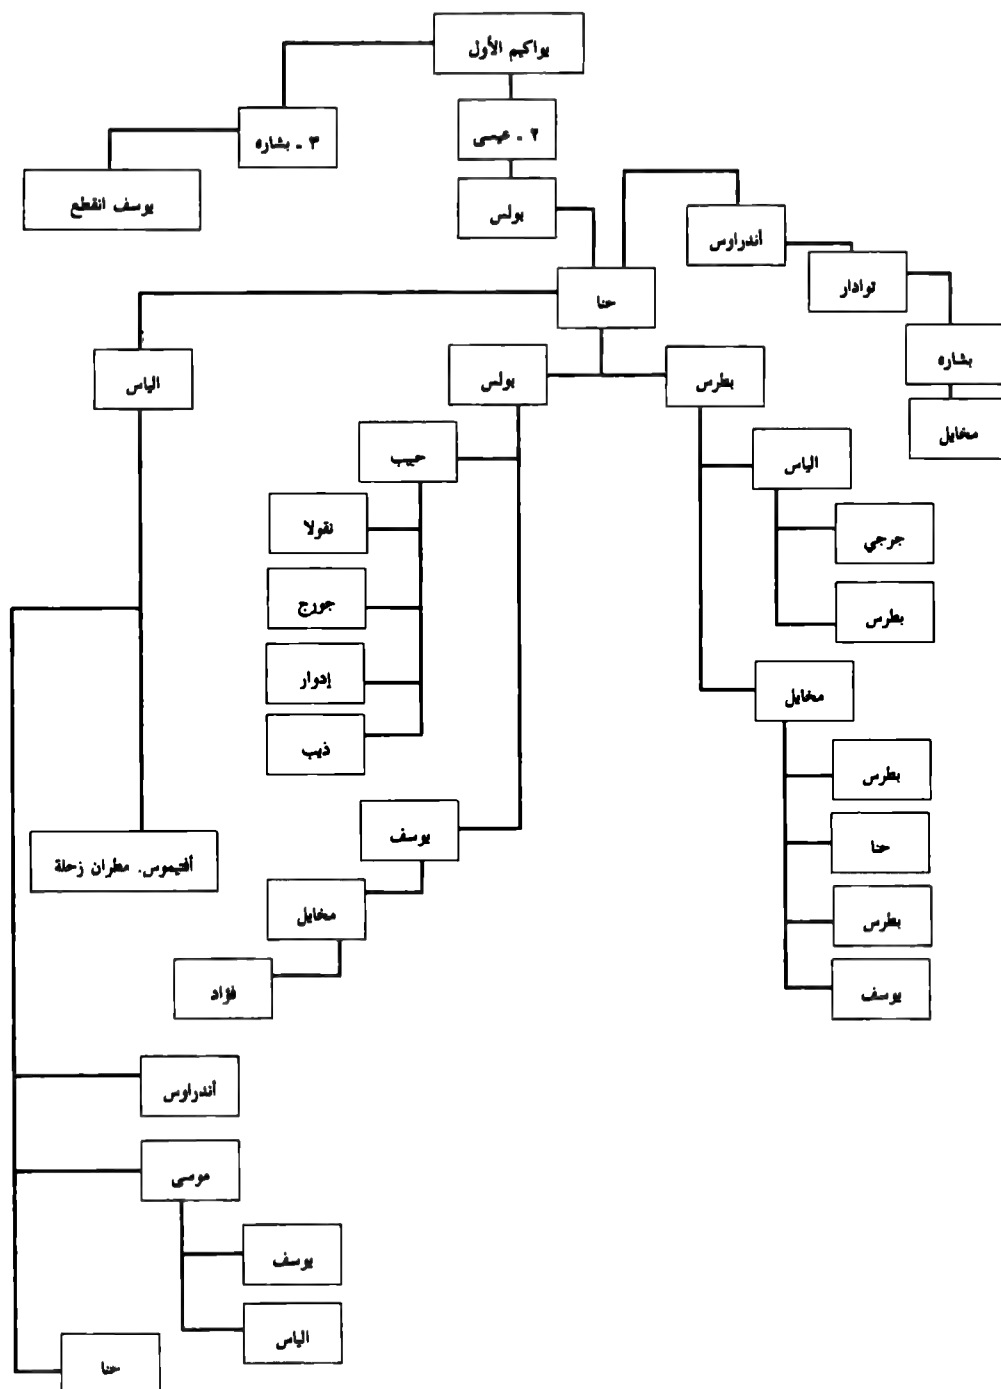 يواكيم الأول
٢ ـ عيسى
٣ ـ بشاره
يوسف انقطع
بولس
أندراوس
توادار
حنا
بشاره
مخايل
الياس
بولس
بطرس
حبيب
الياس
نقولا
جرجي
جورج
بطرس
إدوار
مخايل
ذيب
بطرس
يوسف
حنا
أفتيموس. مطران زحلة
مخايل
بطرس
فؤاد
يوسف
أندراوس
موسى
يوسف
الياس
حنا